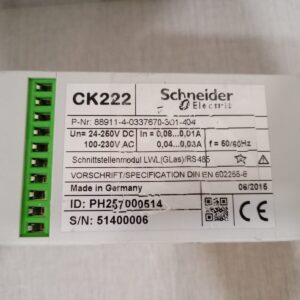 CK222
Schneider
Electric
P-Nr: 88911-4-0337670-301-404
Un= 24-250V DC In = 0,08...0,01A
100-230V AC 0,04...0,03A f = 50/60Hz
Schnittstellenmodul LWL(GLas)/RS 485
VORSCHRIFT/SPECIFICATION DIN EN 602255-6
Made in Germany 06/2015
ID: PH257000514
S/N: 51400006
CE